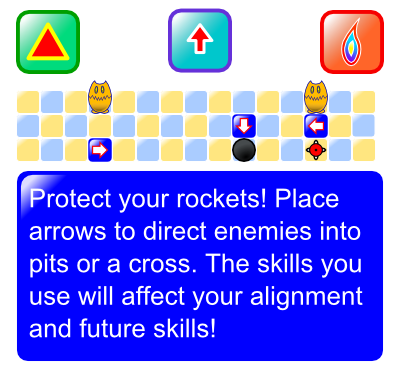 Protect your rockets! Place
arrows to direct enemies into
pits or a cross. The skills you
use will affect your alignment
and future skills!